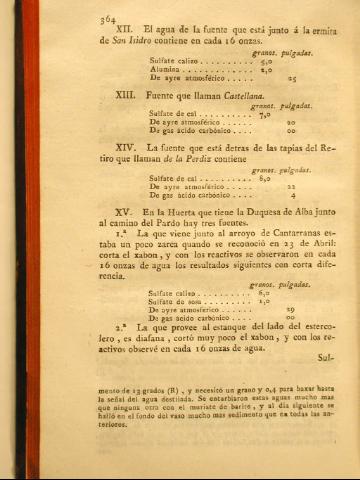 364
XII. El agua de la fuente que está junto á la ermita
de San Isidro contiene en cada 16 onzas.
granos. pulgadas.
Sulfate calizo .......... 5,0
Alumina .............. 1,0
De ayre atmosférico ...... 25
XIII. Fuente que llaman Castellana.
granos. pulgadas.
Sulfate de cal .......... 7,0
De ayre atmosférico ...... 20
De gas ácido carbónico .... 00
XIV. La fuente que está detras de las tapias del Re-
tiro que llaman de la Perdiz contiene
granos. pulgadas.
Sulfate de cal .......... 6,0
De ayre atmosférico ...... 22
De gas ácido carbónico .... 4
XV. En la Huerta que tiene la Duquesa de Alba junto
al camino del Pardo hay tres fuentes.
1.ª La que viene junto al arroyo de Cantarranas es-
taba un poco zarca quando se reconoció en 23 de Abril:
corta el xabon, y con los reactivos se observaron en cada
16 onzas de agua los resultados siguientes con corta dife-
rencia.
granos. pulgadas.
Sulfate calizo .......... 6,0
Sulfate de sosa .......... 1,0
De ayre atmosférico ...... 29
De gas acido carbónico ..... 00
2.ª La que provee al estanque del lado del esterco-
lero, es diafana, cortó muy poco el xabon, y con los re-
activos observé en cada 16 onzas de agua.
Sul-
mento de 13 grados (R), y necesitó un grano y 0,4 para baxar hasta
la señal del agua destilada. Se enturbiaron estas aguas mucho mas
que ninguna otra con el muriate de barite, y al dia siguiente se
halló en el fondo del vaso mucho mas sedimento que en todas las an-
teriores.